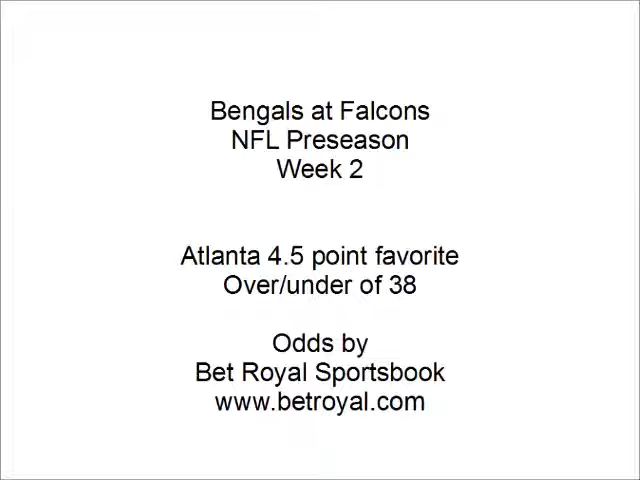 Bengals at Falcons
NFL Preseason
Week 2
Atlanta 4.5 point favorite
Over/under of 38
Odds by
Bet Royal Sportsbook
www.betroyal.com